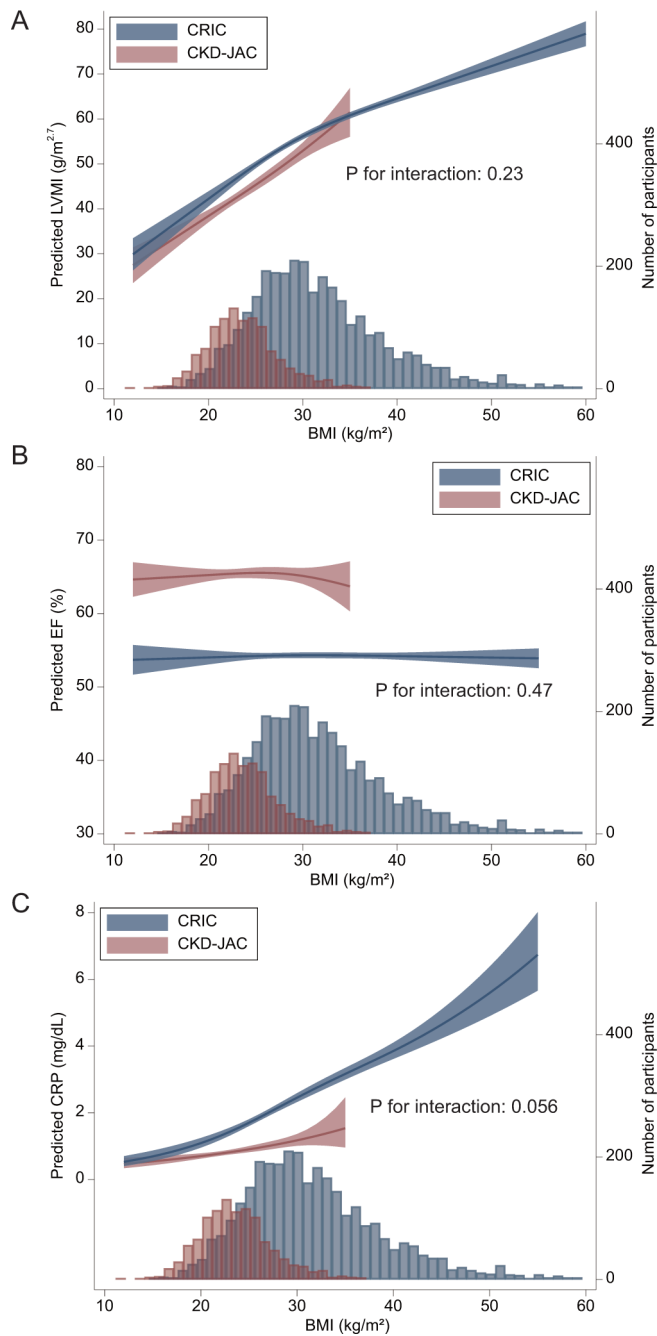 A
CRIC
CKD-JAC
Predicted LVMI (g/m2.7)
80
70
60
50
40
30
20
10
0
P for interaction: 0.23
400
200
0
Number of participants
10 20 30 40 50 60
BMI (kg/m²)
B
CRIC
CKD-JAC
Predicted EF (%)
80
70
60
50
40
30
P for interaction: 0.47
400
200
0
Number of participants
10 20 30 40 50 60
BMI (kg/m²)
C
CRIC
CKD-JAC
Predicted CRP (mg/dL)
8
6
4
2
0
P for interaction: 0.056
400
200
0
Number of participants
10 20 30 40 50 60
BMI (kg/m²)